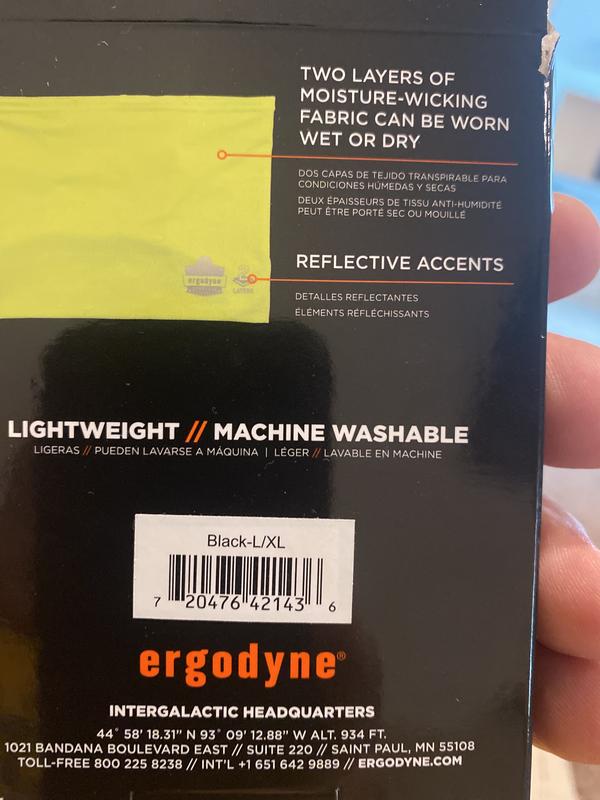 TWO LAYERS OF
MOISTURE-WICKING
FABRIC CAN BE WORN
WET OR DRY
DOS CAPAS DE TEJIDO TRANSPIRABLE PARA
CONDICIONES HÚMEDAS Y SECAS
DEUX ÉPAISSEURS DE TISSU ANTI-HUMIDITÉ
PEUT ÊTRE PORTÉ SEC OU MOUILLÉ
ergodyne
LAYERS
REFLECTIVE ACCENTS
DETALLES REFLECTANTES
ÉLÉMENTS RÉFLÉCHISSANTS
LIGHTWEIGHT // MACHINE WASHABLE
LIGERAS // PUEDEN LAVARSE A MÁQUINA | LÉGER // LAVABLE EN MACHINE
Black-L/XL
7 20476 42143 6
ergodyne®
INTERGALACTIC HEADQUARTERS
44° 58' 18.31" N 93° 09' 12.88" W ALT. 934 FT.
1021 BANDANA BOULEVARD EAST // SUITE 220 // SAINT PAUL, MN 55108
TOLL-FREE 800 225 8238 // INT'L +1 651 642 9889 // ERGODYNE.COM